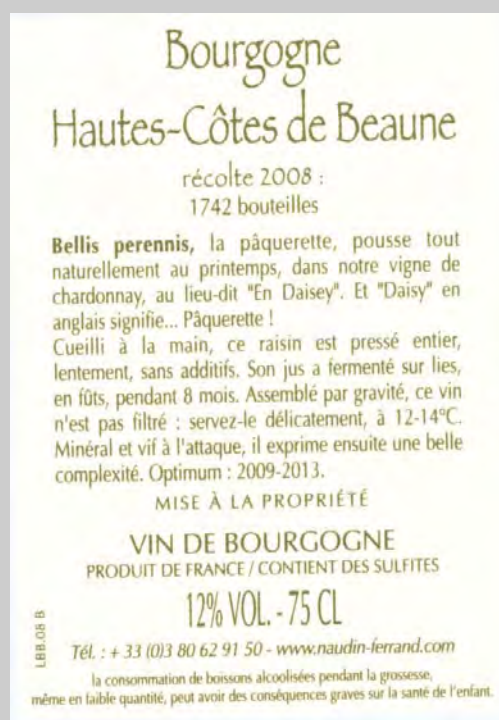 Bourgogne
Hautes-Côtes de Beaune
récolte 2008 :
1742 bouteilles
Bellis perennis, la pâquerette, pousse tout
naturellement au printemps, dans notre vigne de
chardonnay, au lieu-dit "En Daisey". Et "Daisy" en
anglais signifie... Pâquerette !
Cueilli à la main, ce raisin est pressé entier,
lentement, sans additifs. Son jus a fermenté sur lies,
en fûts, pendant 8 mois. Assemblé par gravité, ce vin
n'est pas filtré : servez-le délicatement, à 12-14°C.
Minéral et vif à l'attaque, il exprime ensuite une belle
complexité. Optimum : 2009-2013.
MISE À LA PROPRIÉTÉ
VIN DE BOURGOGNE
PRODUIT DE FRANCE / CONTIENT DES SULFITES
12% VOL. - 75 CL
LBB.08 B
Tél. : + 33 (0)3 80 62 91 50 - www.naudin-ferrand.com
la consommation de boissons alcoolisées pendant la grossesse,
même en faible quantité, peut avoir des conséquences graves sur la santé de l'enfant.